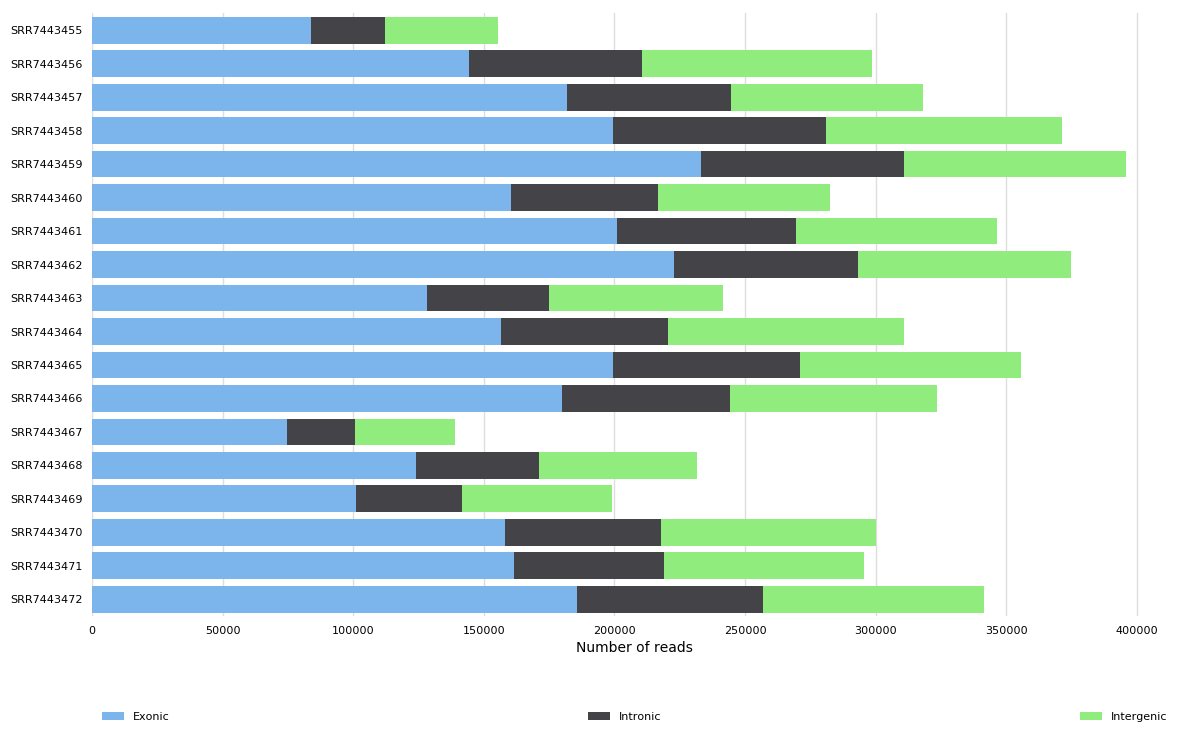 SRR7443455
SRR7443456
SRR7443457
SRR7443458
SRR7443459
SRR7443460
SRR7443461
SRR7443462
SRR7443463
SRR7443464
SRR7443465
SRR7443466
SRR7443467
SRR7443468
SRR7443469
SRR7443470
SRR7443471
SRR7443472
0 50000 100000 150000 200000 250000 300000 350000 400000
Number of reads
Exonic Intronic Intergenic